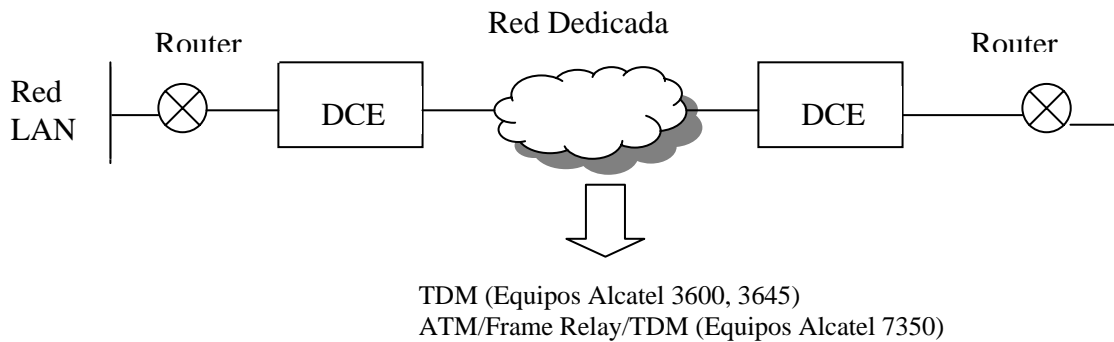 Red Dedicada
Router
Router
Red
LAN
DCE
DCE
TDM (Equipos Alcatel 3600, 3645)
ATM/Frame Relay/TDM (Equipos Alcatel 7350)